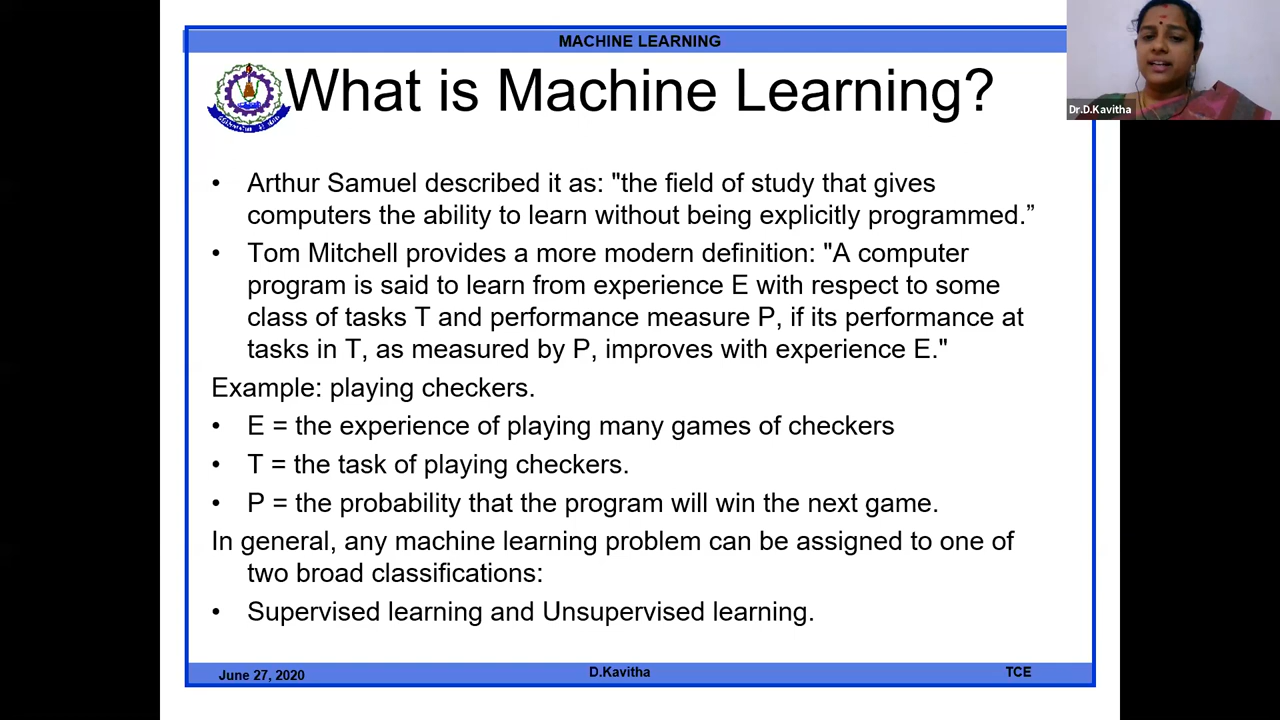 MACHINE LEARNING
What is Machine Learning?
Dr.D.Kavitha
• Arthur Samuel described it as: "the field of study that gives
computers the ability to learn without being explicitly programmed.”
• Tom Mitchell provides a more modern definition: "A computer
program is said to learn from experience E with respect to some
class of tasks T and performance measure P, if its performance at
tasks in T, as measured by P, improves with experience E."
Example: playing checkers.
• E = the experience of playing many games of checkers
• T = the task of playing checkers.
• P = the probability that the program will win the next game.
In general, any machine learning problem can be assigned to one of
two broad classifications:
• Supervised learning and Unsupervised learning.
June 27, 2020
D.Kavitha
TCE